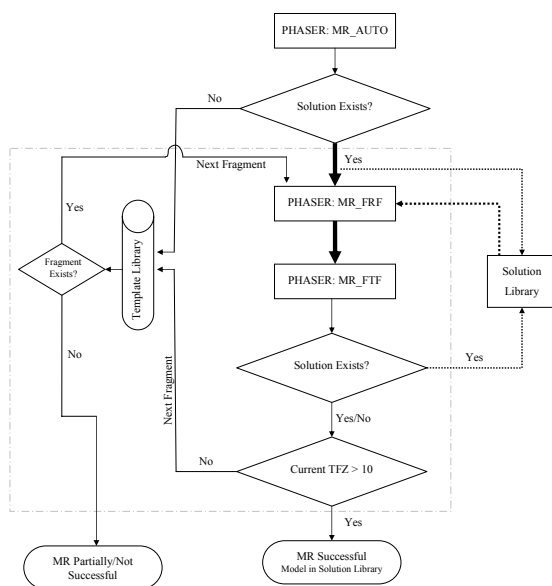 PHASER: MR_AUTO
No
Solution Exists?
Yes
Next Fragment
Yes
PHASER: MR_FRF
Fragment
Exists?
Template Library
PHASER: MR_FTF
Solution
Library
No
Next Fragment
Solution Exists?
Yes
Yes/No
No
Current TFZ > 10
Yes
MR Partially/Not
Successful
MR Successful
Model in Solution Library